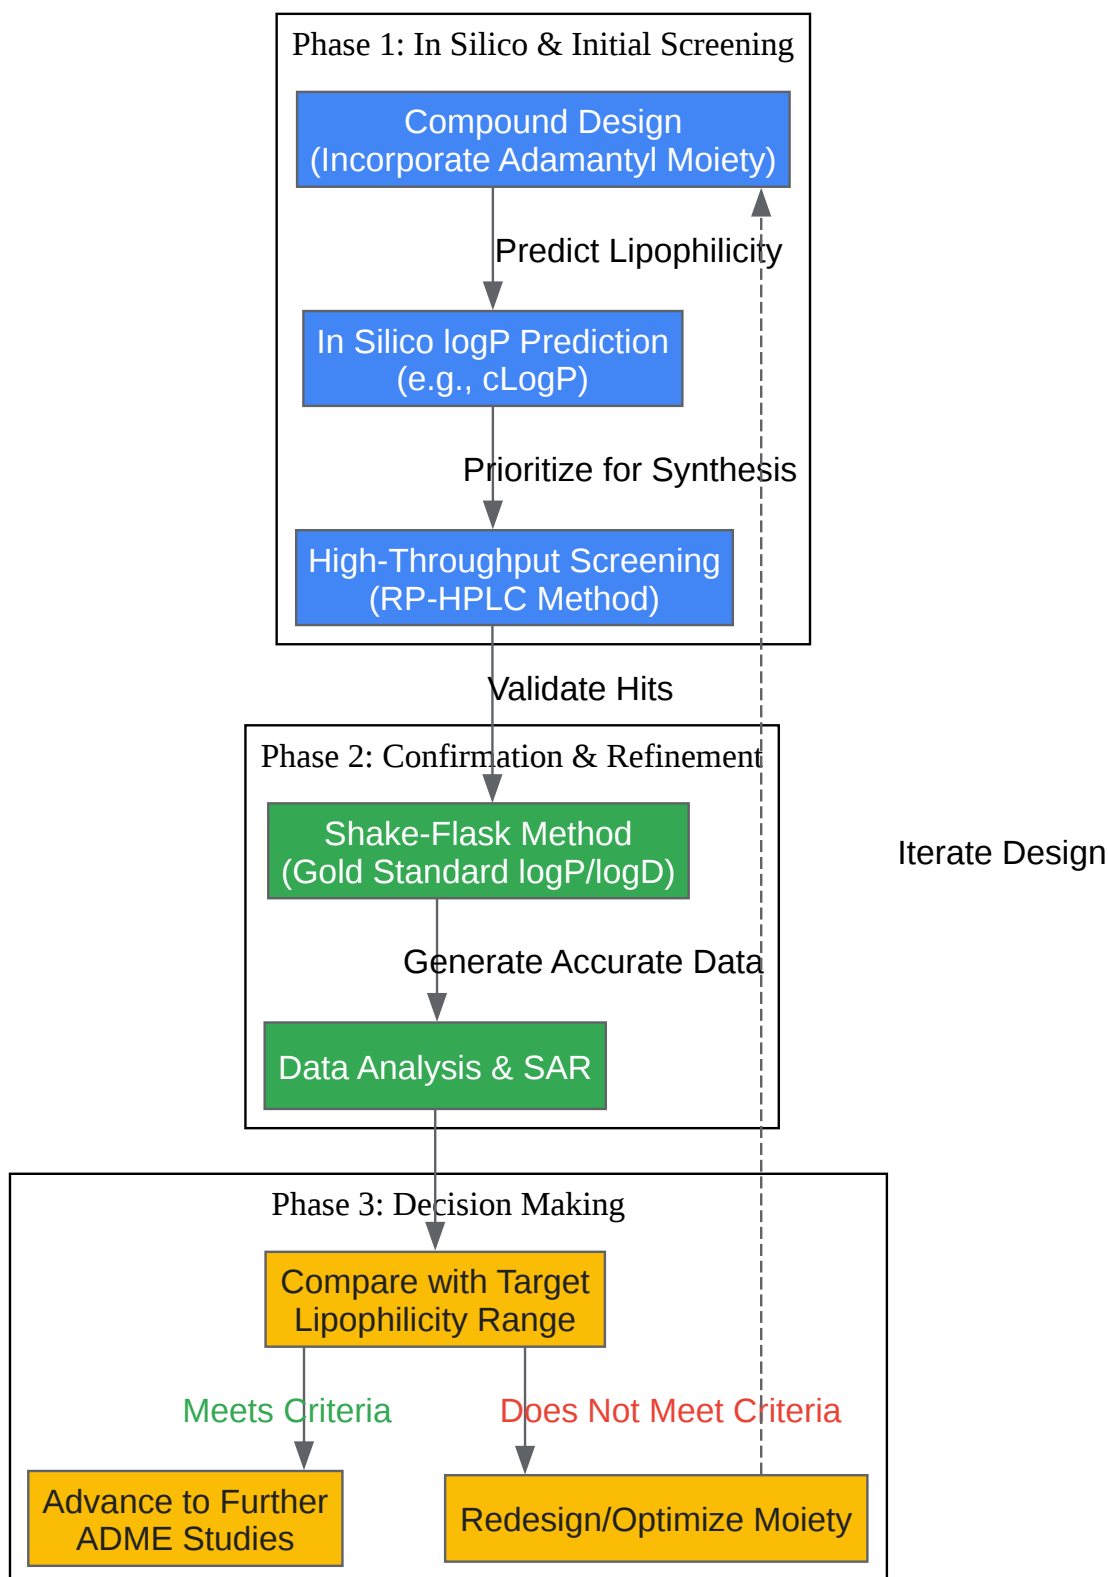 Phase 1: In Silico & Initial Screening
Compound Design
(Incorporate Adamantyl Moiety)
Predict Lipophilicity
In Silico logP Prediction
(e.g., cLogP)
Prioritize for Synthesis
High-Throughput Screening
(RP-HPLC Method)
Validate Hits
Phase 2: Confirmation & Refinement
Shake-Flask Method
(Gold Standard logP/logD)
Iterate Design
Generate Accurate Data
Data Analysis & SAR
Phase 3: Decision Making
Compare with Target
Lipophilicity Range
Meets Criteria
Does Not Meet Criteria
Advance to Further
ADME Studies
Redesign/Optimize Moiety